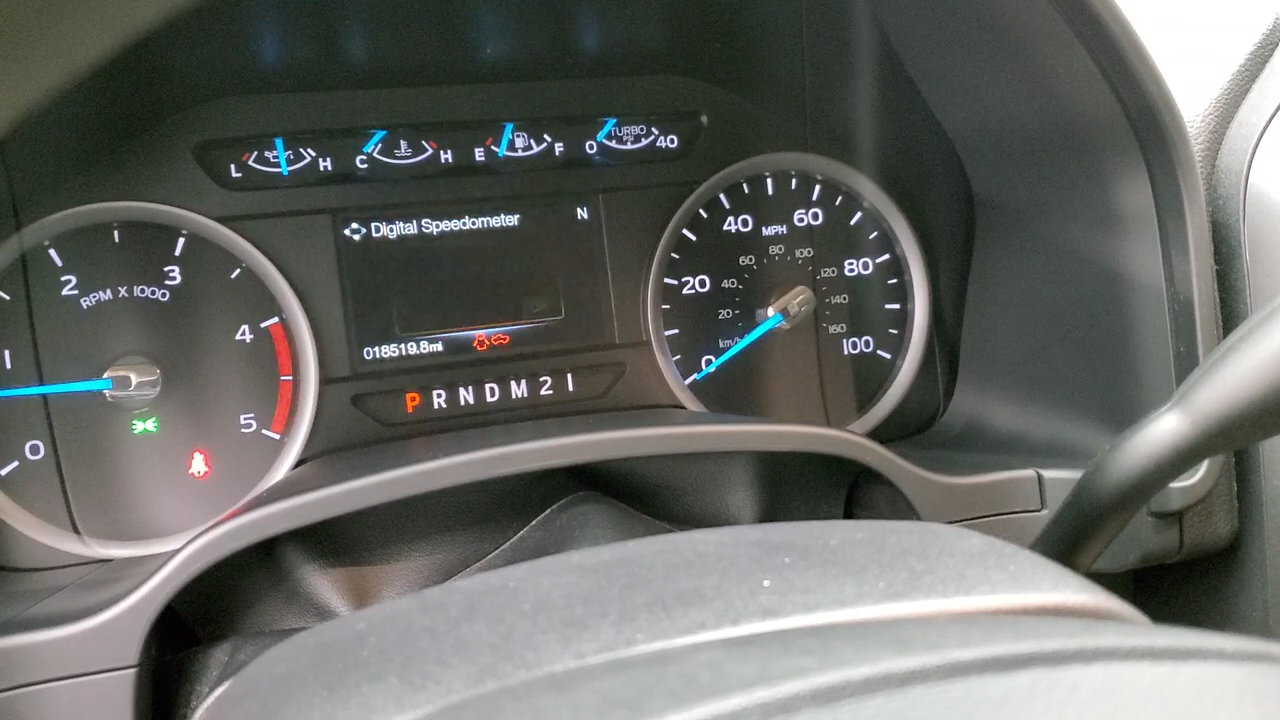 L H
C H
E F
0 TURBO PSI 40
Digital Speedometer N
018519.8mi
P R N D M 2 1
0 1 2 3 4 5
RPM X 1000
0 20 40 60 80 100
MPH
20 40 60 80 100 120 140 160
km/h